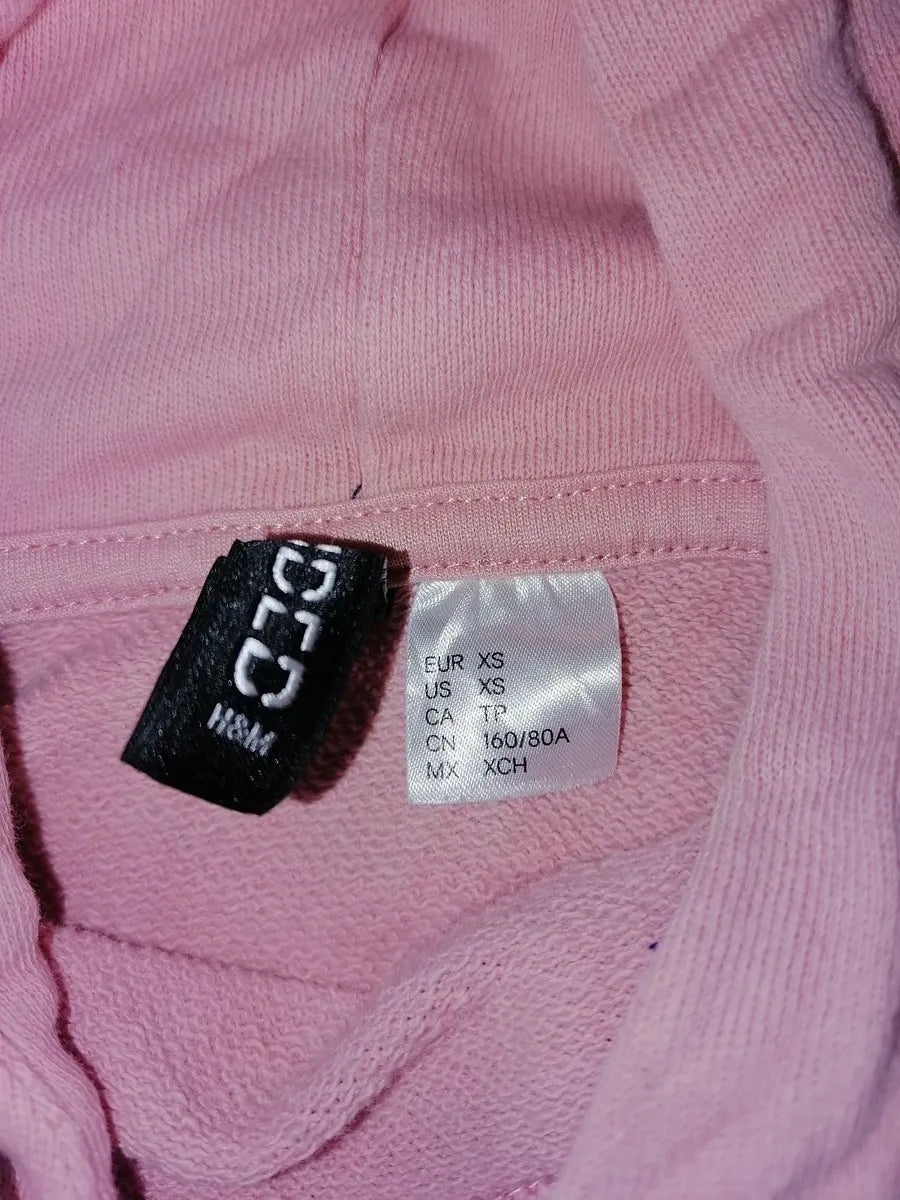 H&M
EUR XS
US XS
CA TP
CN 160/80A
MX XCH